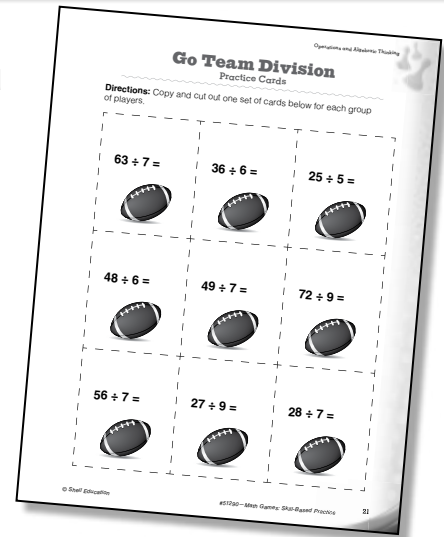 Operations and Algebraic Thinking
Go Team Division
Practice Cards
Directions: Copy and cut out one set of cards below for each group
of players.
63 ÷ 7 =
36 ÷ 6 =
25 ÷ 5 =
48 ÷ 6 =
49 ÷ 7 =
72 ÷ 9 =
56 ÷ 7 =
27 ÷ 9 =
28 ÷ 7 =
© Shell Education
#51290—Math Games: Skill-Based Practice
21